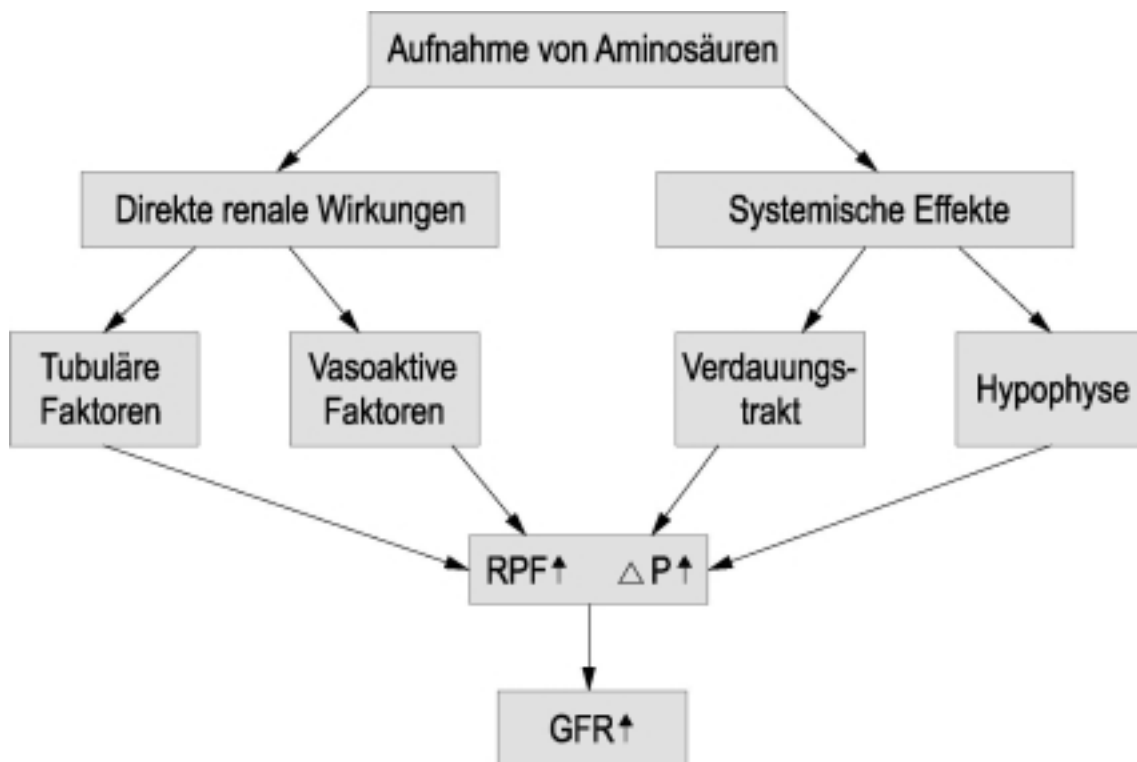 Aufnahme von Aminosäuren
Direkte renale Wirkungen
Systemische Effekte
Tubuläre
Faktoren
Vasoaktive
Faktoren
Verdauungs-
trakt
Hypophyse
RPF↑ △ P↑
GFR↑